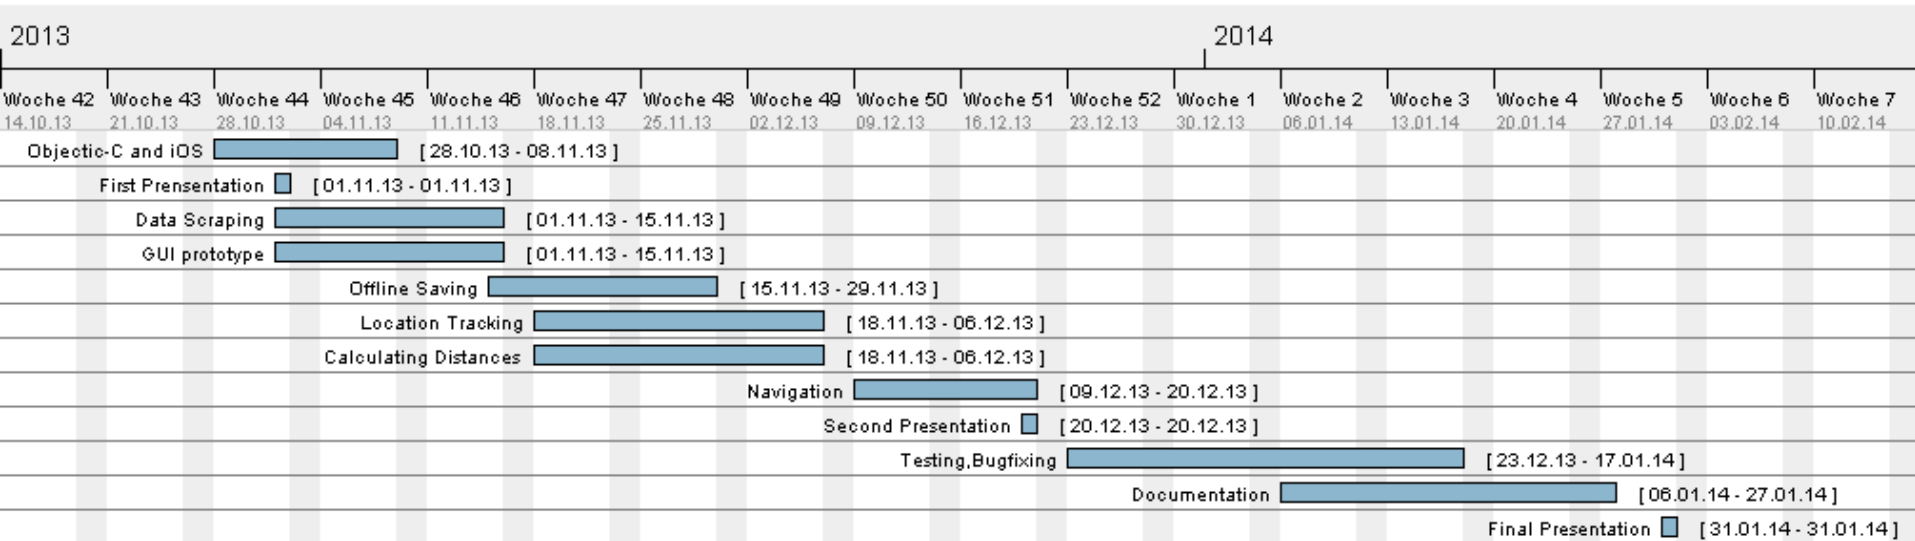 2013 2014
Woche 42 Woche 43 Woche 44 Woche 45 Woche 46 Woche 47 Woche 48 Woche 49 Woche 50 Woche 51 Woche 52 Woche 1 Woche 2 Woche 3 Woche 4 Woche 5 Woche 6 Woche 7
14.10.13 21.10.13 28.10.13 04.11.13 11.11.13 18.11.13 25.11.13 02.12.13 09.12.13 16.12.13 23.12.13 30.12.13 06.01.14 13.01.14 20.01.14 27.01.14 03.02.14 10.02.14
Objectic-C and iOS [28.10.13 - 08.11.13]
First Prensentation [01.11.13 - 01.11.13]
Data Scraping [01.11.13 - 15.11.13]
GUI prototype [01.11.13 - 15.11.13]
Offline Saving [15.11.13 - 29.11.13]
Location Tracking [18.11.13 - 06.12.13]
Calculating Distances [18.11.13 - 06.12.13]
Navigation [09.12.13 - 20.12.13]
Second Presentation [20.12.13 - 20.12.13]
Testing,Bugfixing [23.12.13 - 17.01.14]
Documentation [06.01.14 - 27.01.14]
Final Presentation [31.01.14 - 31.01.14]